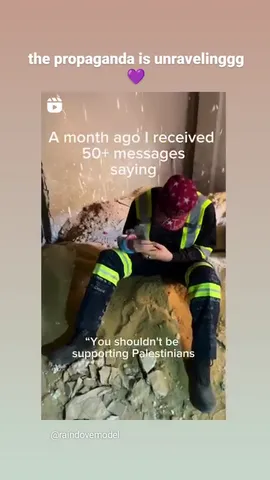 the propaganda is unravelinggg
💜
A month ago I received
50+ messages
saying
“You shouldn't be
supporting Palestinians
@raindovemodel